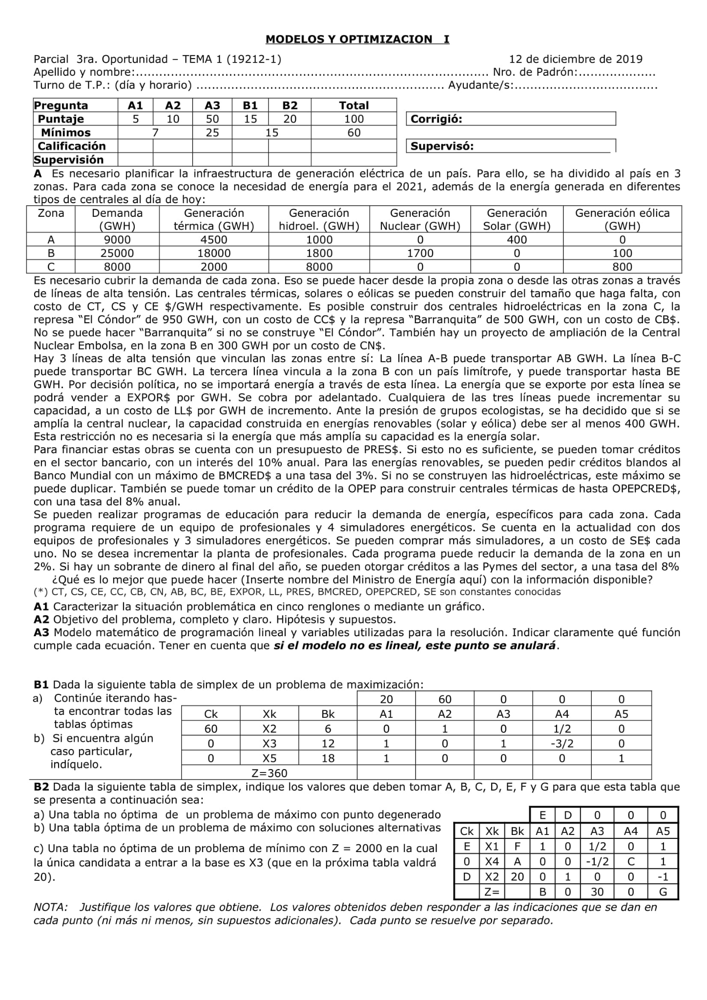 MODELOS Y OPTIMIZACION I
Parcial 3ra. Oportunidad – TEMA 1 (19212-1) 12 de diciembre de 2019
Apellido y nombre:........................................................................................... Nro. de Padrón:....................
Turno de T.P.: (día y horario) ................................................................ Ayudante/s:.....................................
Pregunta A1 A2 A3 B1 B2 Total
Puntaje 5 10 50 15 20 100 Corrigió:
Mínimos 7 25 15 60
Calificación Supervisó:
Supervisión
A Es necesario planificar la infraestructura de generación eléctrica de un país. Para ello, se ha dividido al país en 3
zonas. Para cada zona se conoce la necesidad de energía para el 2021, además de la energía generada en diferentes
tipos de centrales al día de hoy:
Zona Demanda (GWH) Generación térmica (GWH) Generación hidroel. (GWH) Generación Nuclear (GWH) Generación Solar (GWH) Generación eólica (GWH)
A 9000 4500 1000 0 400 0
B 25000 18000 1800 1700 0 100
C 8000 2000 8000 0 0 800
Es necesario cubrir la demanda de cada zona. Eso se puede hacer desde la propia zona o desde las otras zonas a través
de líneas de alta tensión. Las centrales térmicas, solares o eólicas se pueden construir del tamaño que haga falta, con
costo de CT, CS y CE $/GWH respectivamente. Es posible construir dos centrales hidroeléctricas en la zona C, la
represa “El Cóndor” de 950 GWH, con un costo de CC$ y la represa “Barranquita” de 500 GWH, con un costo de CB$.
No se puede hacer “Barranquita” si no se construye “El Cóndor”. También hay un proyecto de ampliación de la Central
Nuclear Embolsa, en la zona B en 300 GWH por un costo de CN$.
Hay 3 líneas de alta tensión que vinculan las zonas entre sí: La línea A-B puede transportar AB GWH. La línea B-C
puede transportar BC GWH. La tercera línea vincula a la zona B con un país limítrofe, y puede transportar hasta BE
GWH. Por decisión política, no se importará energía a través de esta línea. La energía que se exporte por esta línea se
podrá vender a EXPOR$ por GWH. Se cobra por adelantado. Cualquiera de las tres líneas puede incrementar su
capacidad, a un costo de LL$ por GWH de incremento. Ante la presión de grupos ecologistas, se ha decidido que si se
amplía la central nuclear, la capacidad construida en energías renovables (solar y eólica) debe ser al menos 400 GWH.
Esta restricción no es necesaria si la energía que más amplía su capacidad es la energía solar.
Para financiar estas obras se cuenta con un presupuesto de PRES$. Si esto no es suficiente, se pueden tomar créditos
en el sector bancario, con un interés del 10% anual. Para las energías renovables, se pueden pedir créditos blandos al
Banco Mundial con un máximo de BMCRED$ a una tasa del 3%. Si no se construyen las hidroeléctricas, este máximo se
puede duplicar. También se puede tomar un crédito de la OPEP para construir centrales térmicas de hasta OPEPCRED$,
con una tasa del 8% anual.
Se pueden realizar programas de educación para reducir la demanda de energía, específicos para cada zona. Cada
programa requiere de un equipo de profesionales y 4 simuladores energéticos. Se cuenta en la actualidad con dos
equipos de profesionales y 3 simuladores energéticos. Se pueden comprar más simuladores, a un costo de SE$ cada
uno. No se desea incrementar la planta de profesionales. Cada programa puede reducir la demanda de la zona en un
2%. Si hay un sobrante de dinero al final del año, se pueden otorgar créditos a las Pymes del sector, a una tasa del 8%
¿Qué es lo mejor que puede hacer (Inserte nombre del Ministro de Energía aquí) con la información disponible?
(*) CT, CS, CE, CC, CB, CN, AB, BC, BE, EXPOR, LL, PRES, BMCRED, OPEPCRED, SE son constantes conocidas
A1 Caracterizar la situación problemática en cinco renglones o mediante un gráfico.
A2 Objetivo del problema, completo y claro. Hipótesis y supuestos.
A3 Modelo matemático de programación lineal y variables utilizadas para la resolución. Indicar claramente qué función
cumple cada ecuación. Tener en cuenta que si el modelo no es lineal, este punto se anulará.
B1 Dada la siguiente tabla de simplex de un problema de maximización:
a) Continúe iterando has-
ta encontrar todas las
tablas óptimas
b) Si encuentra algún
caso particular,
indíquelo.
20 60 0 0 0
Ck Xk Bk A1 A2 A3 A4 A5
60 X2 6 0 1 0 1/2 0
0 X3 12 1 0 1 -3/2 0
0 X5 18 1 0 0 0 1
Z=360
B2 Dada la siguiente tabla de simplex, indique los valores que deben tomar A, B, C, D, E, F y G para que esta tabla que
se presenta a continuación sea:
a) Una tabla no óptima de un problema de máximo con punto degenerado
b) Una tabla óptima de un problema de máximo con soluciones alternativas
c) Una tabla no óptima de un problema de mínimo con Z = 2000 en la cual
la única candidata a entrar a la base es X3 (que en la próxima tabla valdrá
20).
E D 0 0 0
Ck Xk Bk A1 A2 A3 A4 A5
E X1 F 1 0 1/2 0 1
0 X4 A 0 0 -1/2 C 1
D X2 20 0 1 0 0 -1
Z= B 0 30 0 G
NOTA: Justifique los valores que obtiene. Los valores obtenidos deben responder a las indicaciones que se dan en
cada punto (ni más ni menos, sin supuestos adicionales). Cada punto se resuelve por separado.